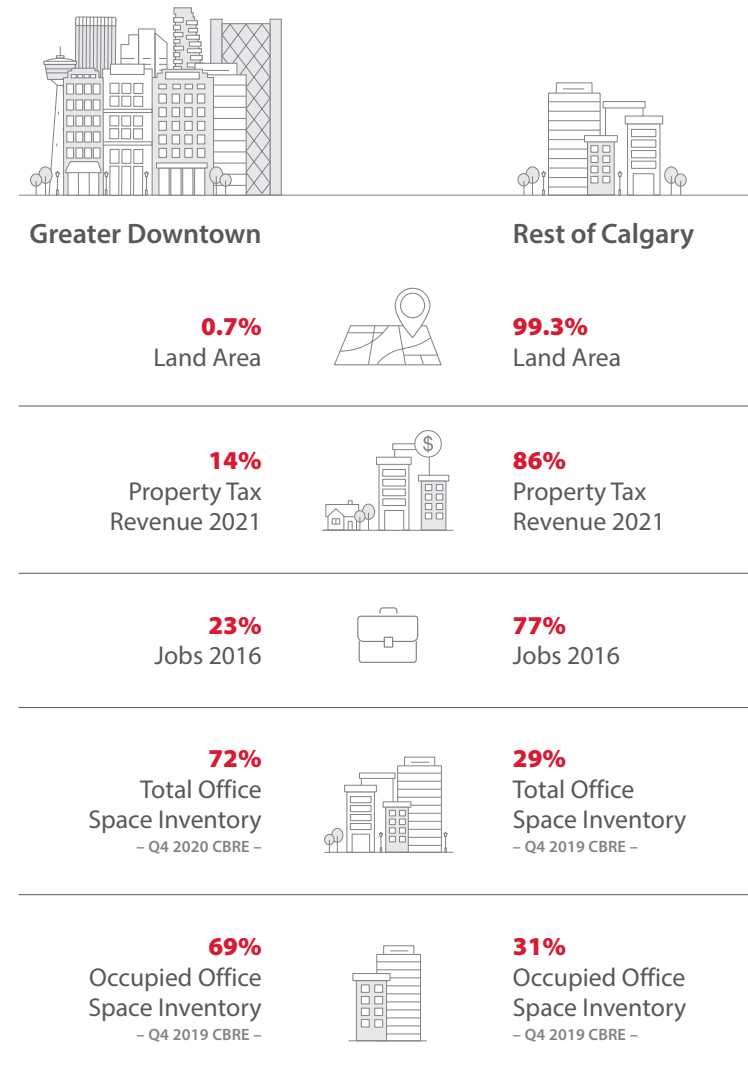 Greater Downtown
Rest of Calgary
0.7%
Land Area
99.3%
Land Area
14%
Property Tax
Revenue 2021
$
86%
Property Tax
Revenue 2021
23%
Jobs 2016
77%
Jobs 2016
72%
Total Office
Space Inventory
– Q4 2020 CBRE –
29%
Total Office
Space Inventory
– Q4 2019 CBRE –
69%
Occupied Office
Space Inventory
– Q4 2019 CBRE –
31%
Occupied Office
Space Inventory
– Q4 2019 CBRE –